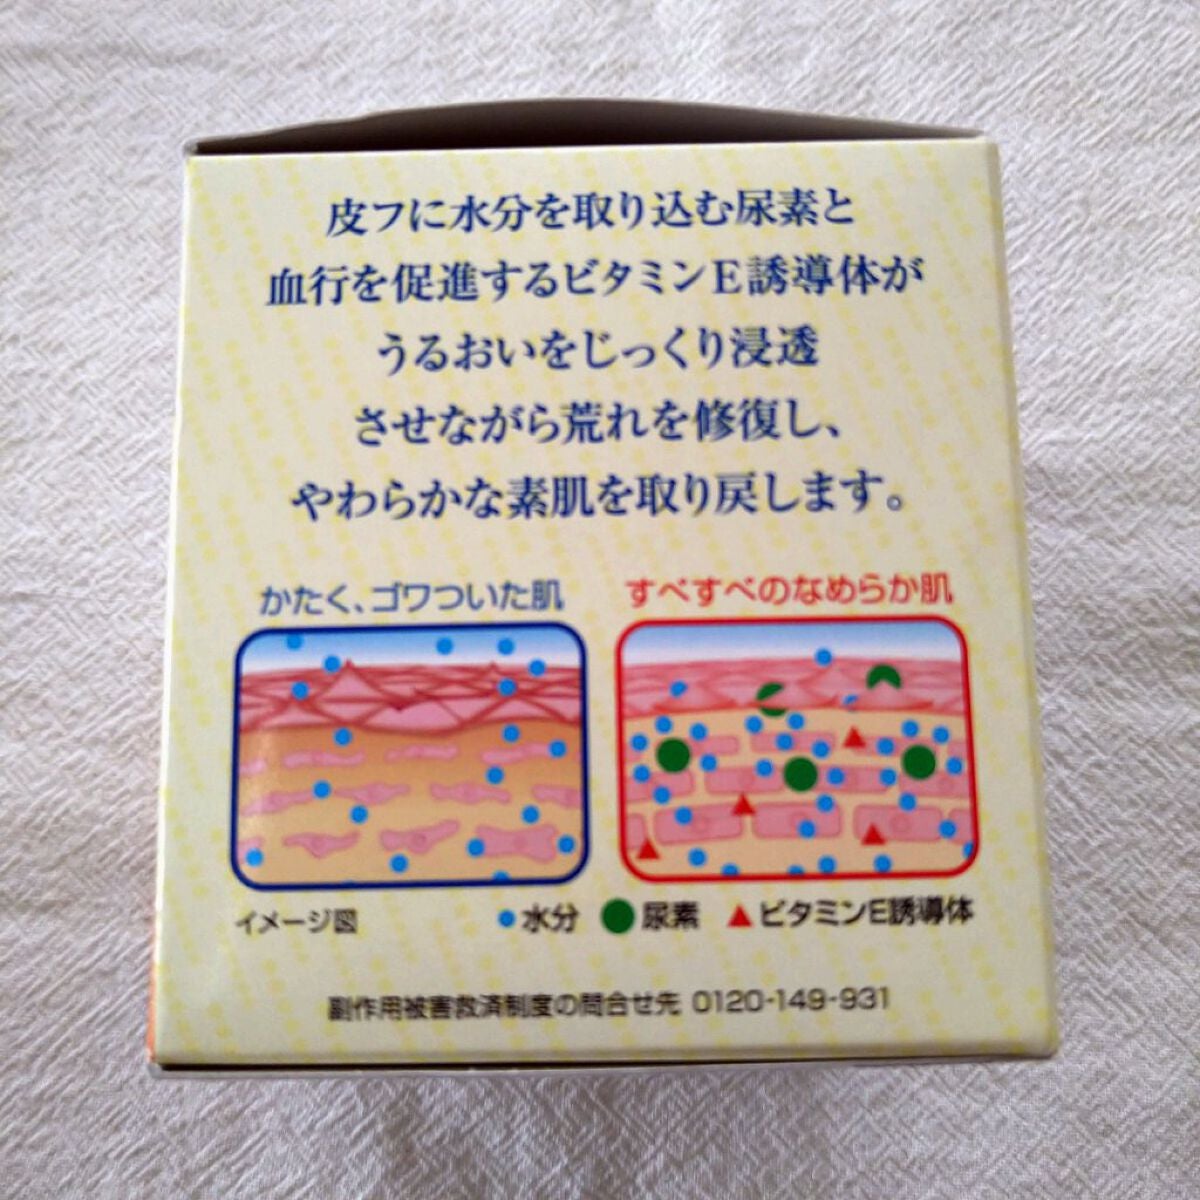 皮フに水分を取り込む尿素と
血行を促進するビタミンE誘導体が
うるおいをじっくり浸透
させながら荒れを修復し、
やわらかな素肌を取り戻します。
かたく、ゴワついた肌
すべすべのなめらか肌
イメージ図 ●水分 ●尿素 ▲ビタミンE誘導体
副作用被害救済制度の問合せ先 0120-149-931